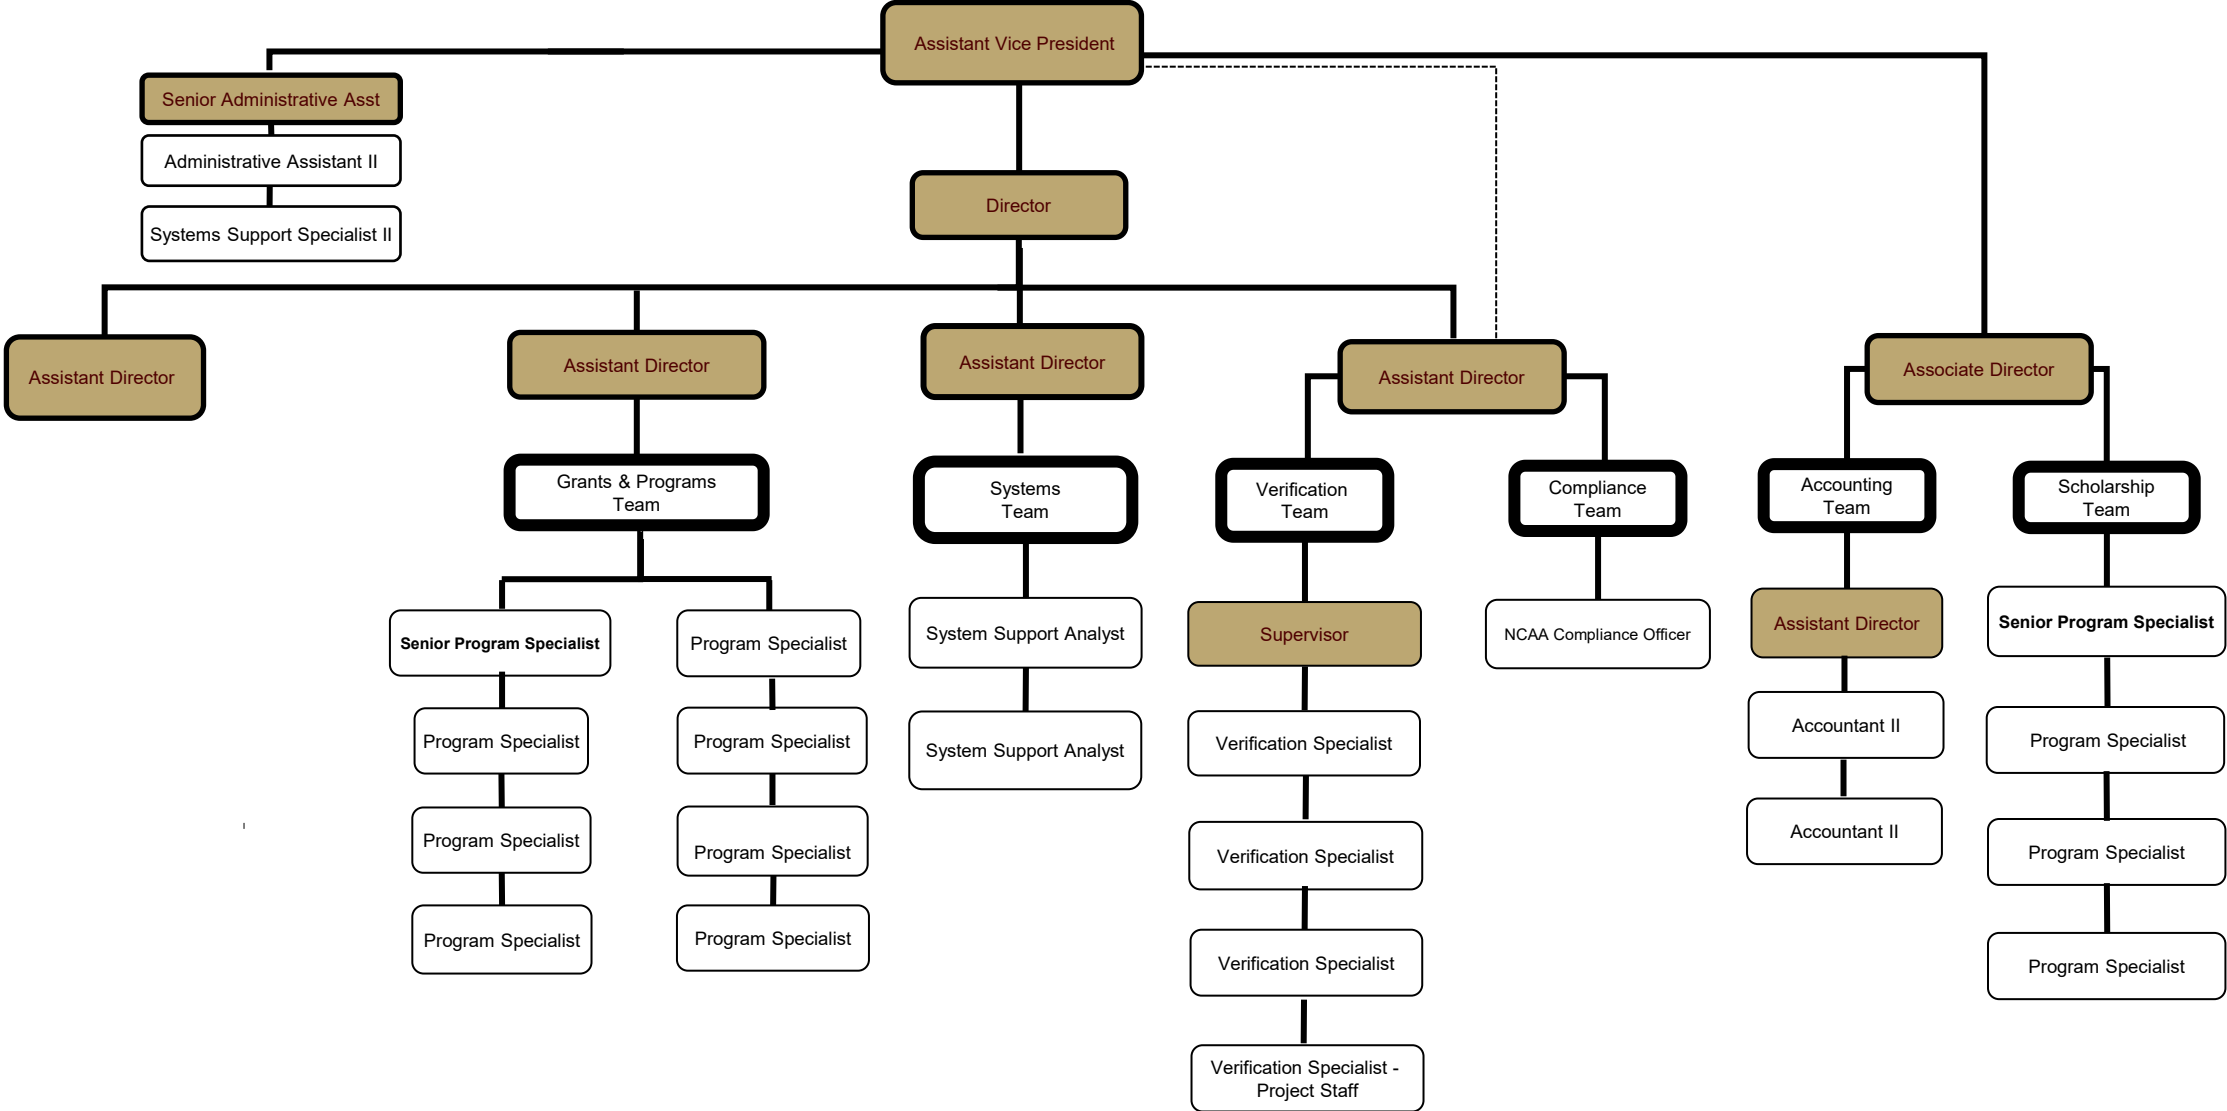 Assistant Vice President
Senior Administrative Asst
Administrative Assistant II
Systems Support Specialist II
Director
Assistant Director
Assistant Director
Assistant Director
Assistant Director
Associate Director
Grants & Programs
Team
Systems
Team
Verification
Team
Compliance
Team
Accounting
Team
Scholarship
Team
Senior Program Specialist
Program Specialist
Program Specialist
Program Specialist
Program Specialist
Program Specialist
Program Specialist
Program Specialist
System Support Analyst
System Support Analyst
Supervisor
Verification Specialist
Verification Specialist
Verification Specialist
Verification Specialist -
Project Staff
NCAA Compliance Officer
Assistant Director
Accountant II
Accountant II
Senior Program Specialist
Program Specialist
Program Specialist
Program Specialist